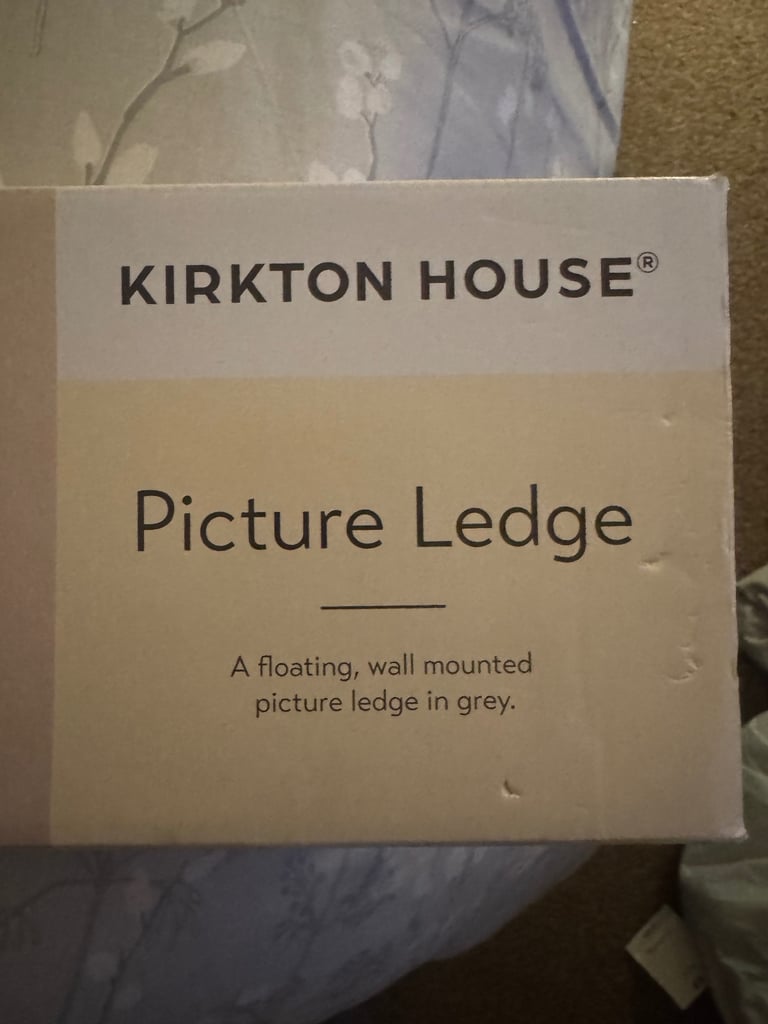 KIRKTON HOUSE®
Picture Ledge
A floating, wall mounted
picture ledge in grey.